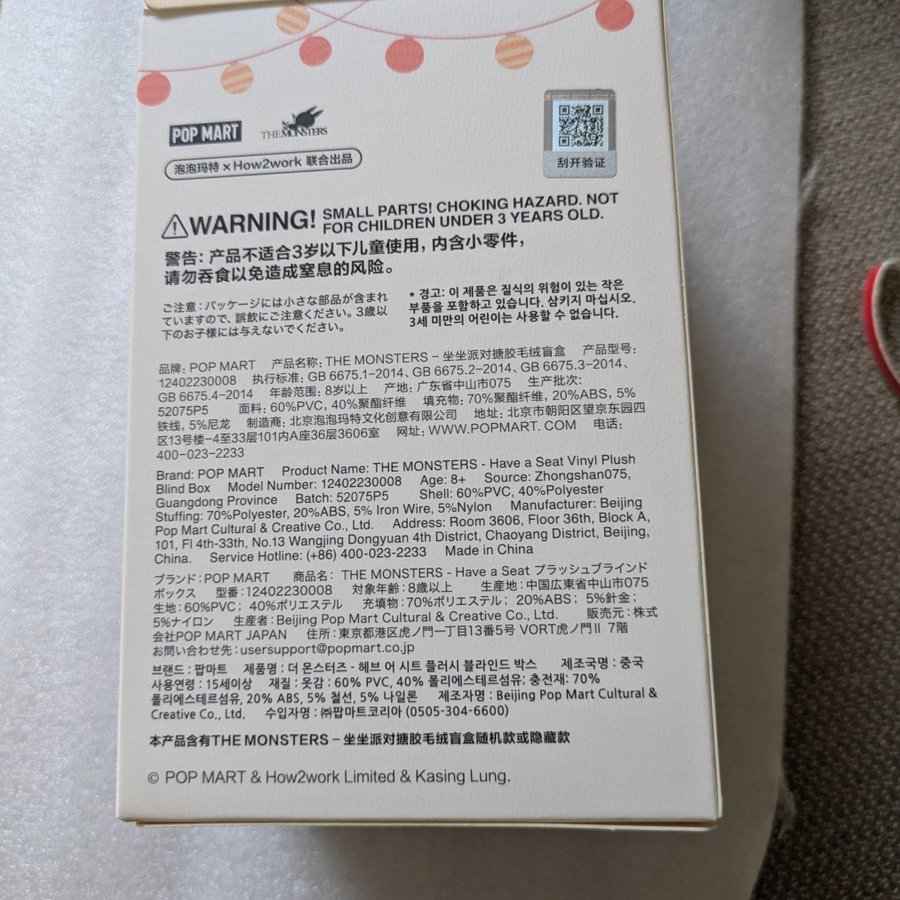 POP MART
THE MONSTERS
泡泡玛特 x How2work 联合出品
刮开验证
WARNING! SMALL PARTS! CHOKING HAZARD. NOT
FOR CHILDREN UNDER 3 YEARS OLD.
警告: 产品不适合3岁以下儿童使用，内含小零件，
请勿吞食以免造成窒息的风险。
ご注意：パッケージには小さな部品が含まれ
ていますので、誤飲にご注意ください。3歳以
下のお子様には与えないでください。
* 경고: 이 제품은 질식의 위험이 있는 작은
부품을 포함하고 있습니다. 삼키지 마십시오.
3세 미만의 어린이는 사용할 수 없습니다.
品牌: POP MART 产品名称: THE MONSTERS – 坐坐派对搪胶毛绒盲盒 产品型号:
12402230008 执行标准: GB 6675.1-2014、GB 6675.2-2014、GB 6675.3-2014、
GB 6675.4-2014 年龄范围: 8岁以上 产地: 广东省中山市075 生产批次:
52075P5 面料: 60%PVC, 40%聚酯纤维 填充物: 70%聚酯纤维, 20%ABS, 5%
铁线, 5%尼龙 制造商: 北京泡泡玛特文化创意有限公司 地址: 北京市朝阳区望京东园四
区13号楼-4至33层101内A座36层3606室 网址: WWW.POPMART. COM 电话:
400-023-2233
Brand: POP MART Product Name: THE MONSTERS - Have a Seat Vinyl Plush
Blind Box Model Number: 12402230008 Age: 8+ Source: Zhongshan075,
Guangdong Province Batch: 52075P5 Shell: 60%PVC, 40%Polyester
Stuffing: 70%Polyester, 20%ABS, 5% Iron Wire, 5%Nylon Manufacturer: Beijing
Pop Mart Cultural & Creative Co., Ltd. Address: Room 3606, Floor 36th, Block A,
101, Fl 4th-33th, No.13 Wangjing Dongyuan 4th District, Chaoyang District, Beijing,
China. Service Hotline: (+86) 400-023-2233 Made in China
ブランド: POP MART 商品名： THE MONSTERS - Have a Seat プラッシュブラインド
ボックス 型番: 12402230008 対象年齢: 8歳以上 生産地: 中国広東省中山市075
生地: 60%PVC；40%ポリエステル 充填物: 70%ポリエステル；20%ABS；5%針金；
5%ナイロン 生産者: Beijing Pop Mart Cultural & Creative Co., Ltd. 販売元: 株式
会社POP MART JAPAN 住所: 東京都港区虎ノ門一丁目13番5号 VORT虎ノ門Ⅱ 7階
お問い合わせ先: usersupport@popmart.co.jp
브랜드 : 팝마트 제품명 : 더 몬스터즈 - 헤브 어 시트 플러시 블라인드 박스 제조국명 : 중국
사용연령 : 15세이상 재질 : 옷감 : 60% PVC, 40% 폴리에스테르섬유; 충전재: 70%
폴리에스테르섬유, 20% ABS, 5% 철선, 5% 나일론 제조자명 : Beijing Pop Mart Cultural &
Creative Co., Ltd. 수입자명 : ㈜팝마트코리아 (0505-304-6600)
本产品含有THE MONSTERS – 坐坐派对搪胶毛绒盲盒随机款或隐藏款
© POP MART & How2work Limited & Kasing Lung.